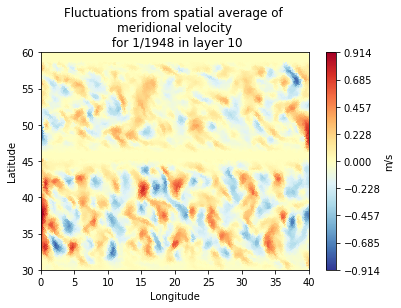 Fluctuations from spatial average of
meridional velocity
for 1/1948 in layer 10
60
55
50
45
40
35
30
Latitude
0 5 10 15 20 25 30 35 40
Longitude
0.914
0.685
0.457
0.228
0.000
−0.228
−0.457
−0.685
−0.914
m/s